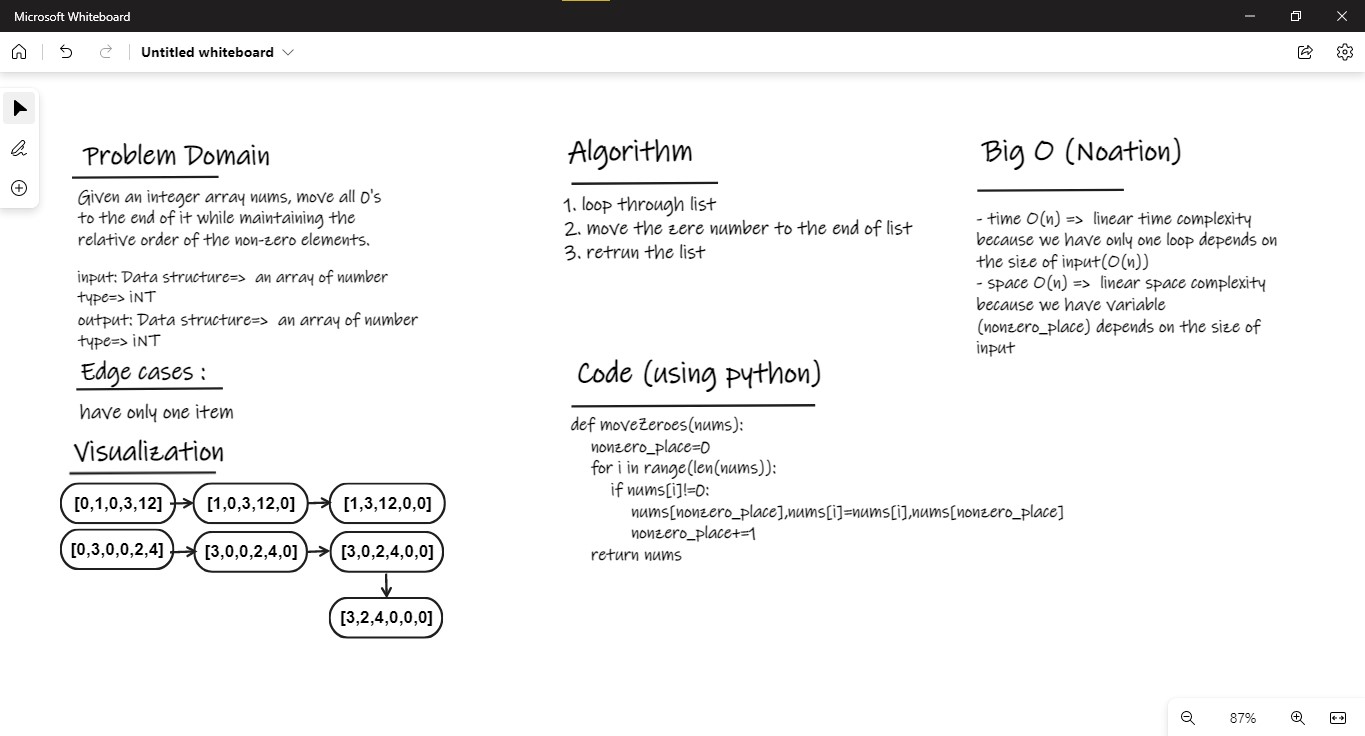 Microsoft Whiteboard
Untitled whiteboard
Problem Domain
Given an integer array nums, move all 0's
to the end of it while maintaining the
relative order of the non-zero elements.
input: Data structure=> an array of number
type=> iNT
output: Data structure=> an array of number
type=> iNT
Edge cases :
have only one item
Visualization
[0,1,0,3,12]
[1,0,3,12,0]
[1,3,12,0,0]
[0,3,0,0,2,4]
[3,0,0,2,4,0]
[3,0,2,4,0,0]
[3,2,4,0,0,0]
Algorithm
1. loop through list
2. move the zere number to the end of list
3. retrun the list
Code (using python)
def moveZeroes(nums):
nonzero_place=0
for i in range(len(nums)):
if nums[i]!=0:
nums[nonzero_place],nums[i]=nums[i],nums[nonzero_place]
nonzero_place+=1
return nums
Big O (Noation)
- time O(n) => linear time complexity
because we have only one loop depends on
the size of input(O(n))
- space O(n) => linear space complexity
because we have variable
(nonzero_place) depends on the size of
input
87%